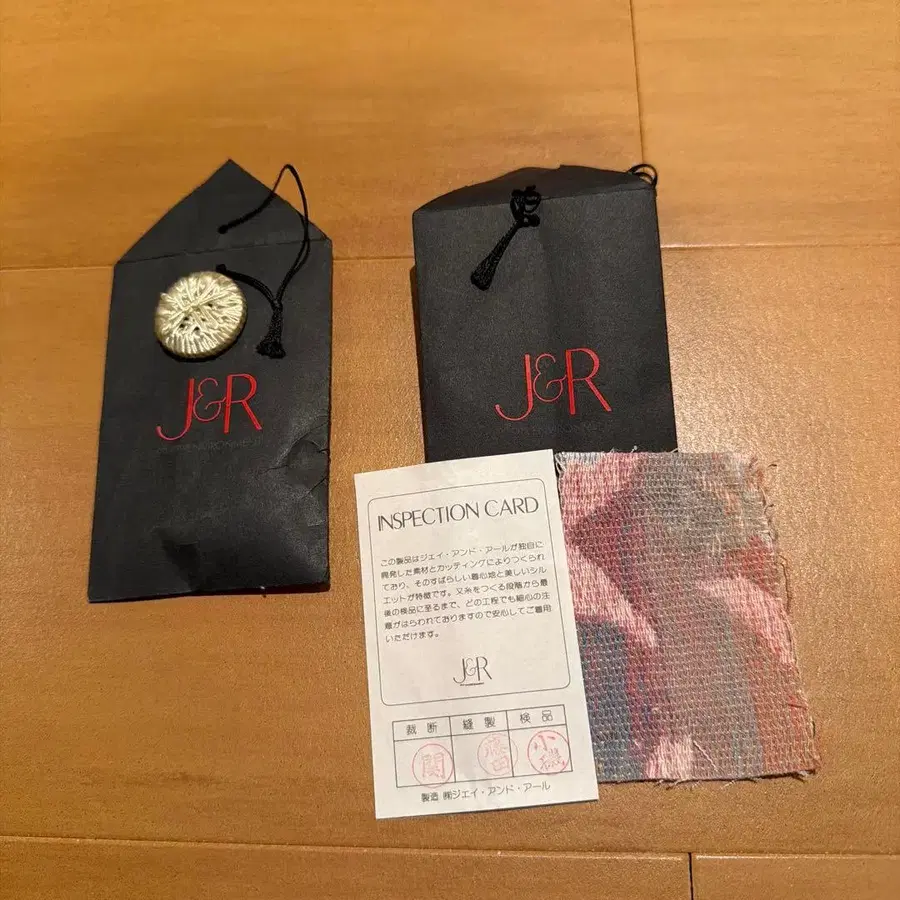 J&R
J&R
INSPECTION CARD
この製品はジェイ・アンド・アールが独自に
開発した素材とカッティングによりつくられ
ており、そのすばらしい着心地と美しいシル
エットが特徴です。又糸をつくる段階から最
後の検品に至るまで、どの工程でも細心の注
意がはらわれておりますので安心してご着用
いただけます。
J&R
裁断 縫製 検品
関 藤田 小磯
製造 ㈱ジェイ・アンド・アール